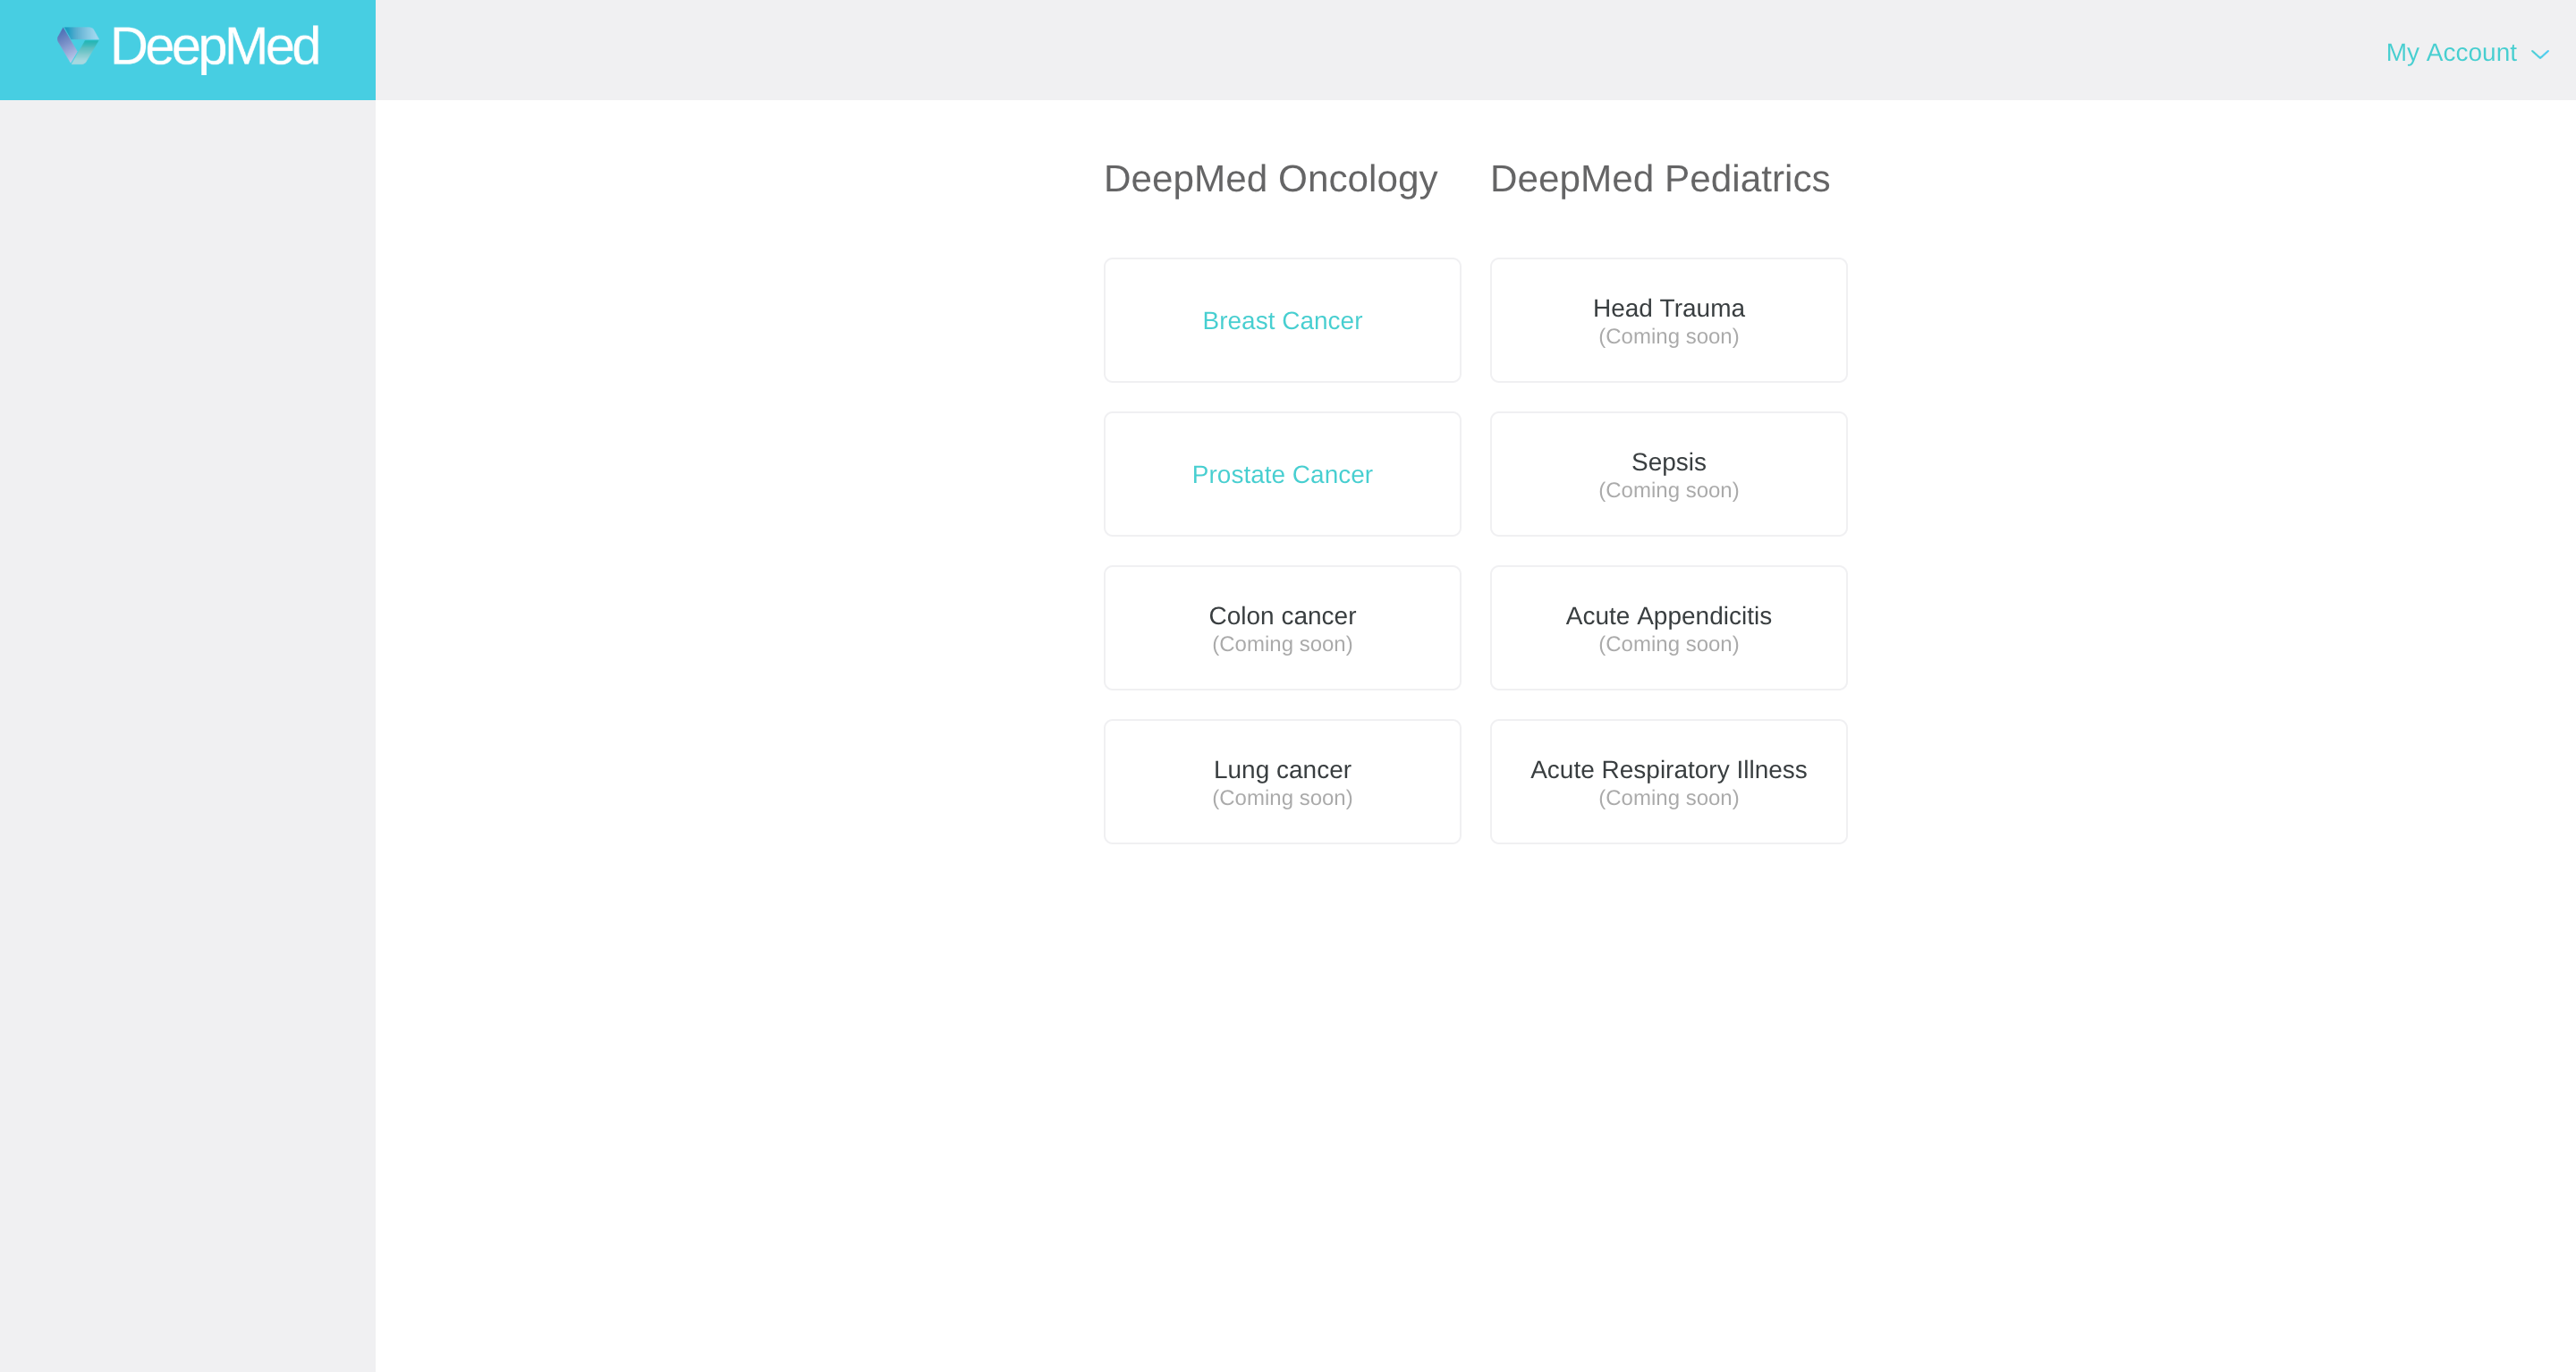 DeepMed
My Account
DeepMed Oncology
Breast Cancer
Prostate Cancer
Colon cancer
(Coming soon)
Lung cancer
(Coming soon)
DeepMed Pediatrics
Head Trauma
(Coming soon)
Sepsis
(Coming soon)
Acute Appendicitis
(Coming soon)
Acute Respiratory Illness
(Coming soon)